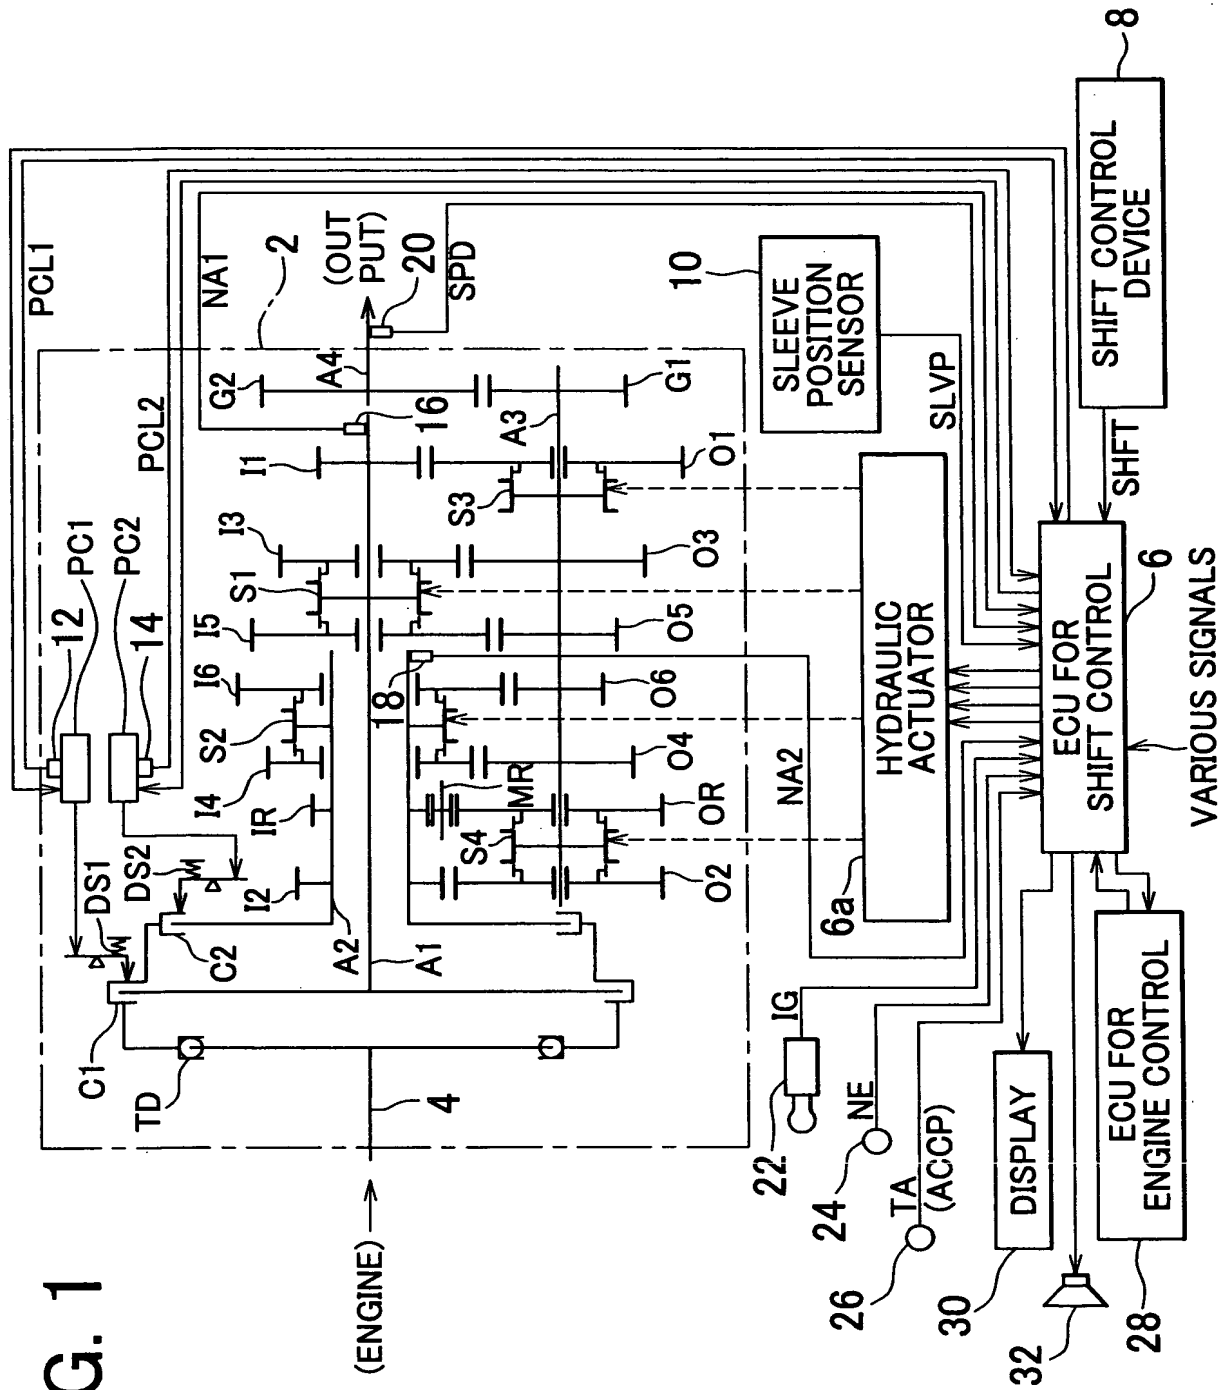 G. 1
(ENGINE)
4
TD
C1
DS1
DS2
C2
A2
A1
I2
IR
I4
S2
I6
I5
S1
I3
I1
G2
A4
16
NA1
2
(OUT
PUT)
20
SPD
PCL1
PCL2
12
PC1
PC2
14
18
MR
S4
S3
A3
O2
OR
O4
O6
O5
O3
O1
G1
NA2
6a
HYDRAULIC
ACTUATOR
10
SLEEVE
POSITION
SENSOR
SLVP
22
IG
24
NE
26
TA
(ACCP)
30
DISPLAY
32
28
ECU FOR
ENGINE CONTROL
ECU FOR
SHIFT CONTROL
6
VARIOUS SIGNALS
SHFT
SHIFT CONTROL
DEVICE
8